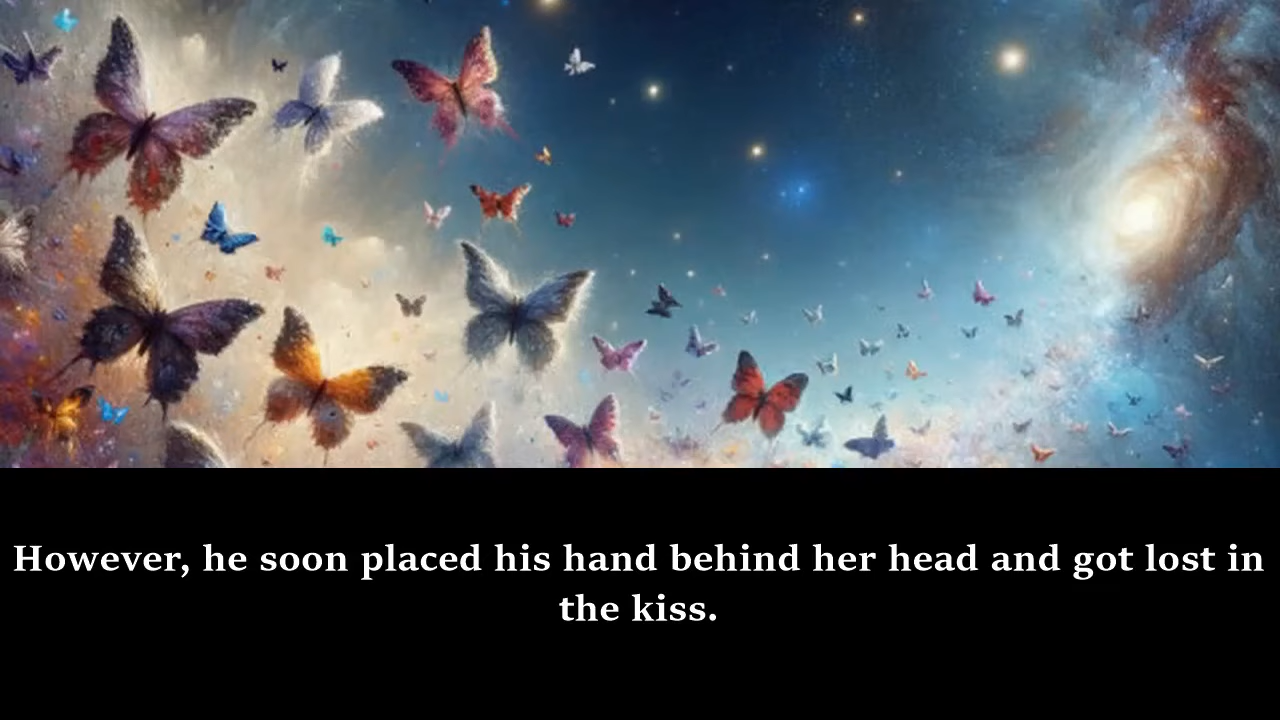 However, he soon placed his hand behind her head and got lost in
the kiss.